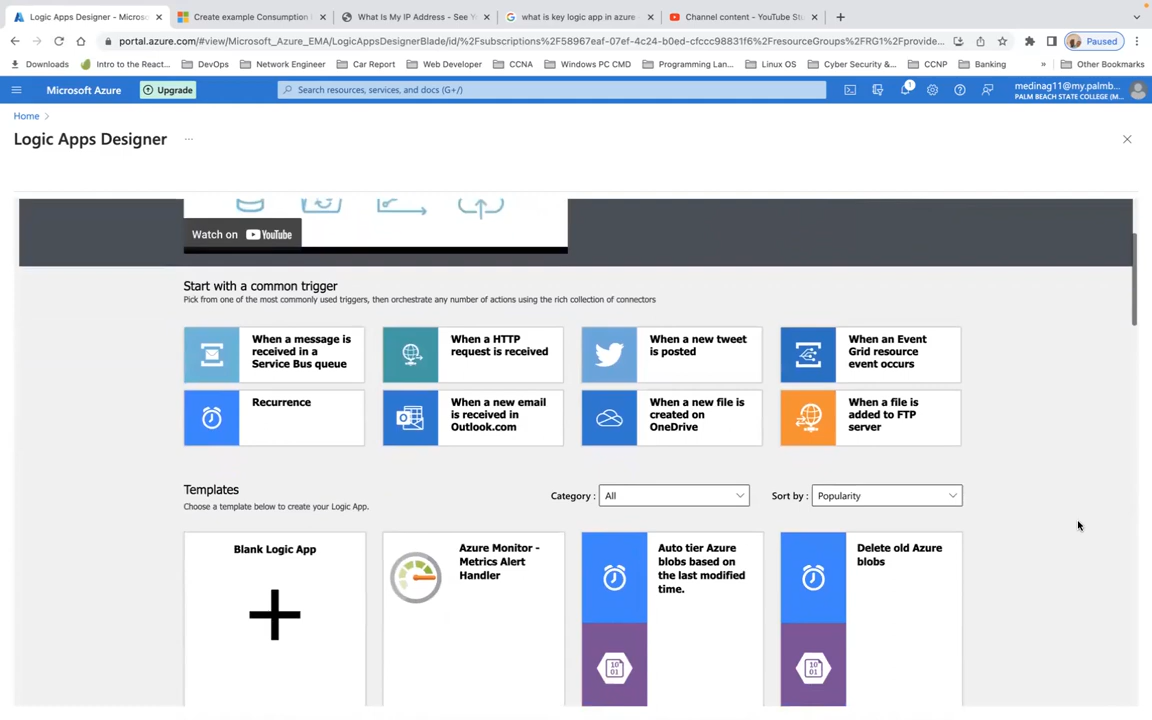 Logic Apps Designer - Micros
Create example Consumption
What Is My IP Address - See Y
what is key logic app in azure
Channel content - YouTube St
portal.azure.com/#view/Microsoft_Azure_EMA/LogicAppsDesignerBlade/id/%2Fsubscriptions%2F58967eaf-07ef-4c24-b0ed-cfccc98831f6%2FresourceGroups%2FRG1%2Fprovide...
Paused
Downloads
Intro to the React...
DevOps
Network Engineer
Car Report
Web Developer
CCNA
Windows PC CMD
Programming Lan...
Linux OS
Cyber Security &...
CCNP
Banking
»
Other Bookmarks
Microsoft Azure
Upgrade
Search resources, services, and docs (G+/)
1
medinag11@my.palmb...
PALM BEACH STATE COLLEGE (M...
Home >
Logic Apps Designer
...
Watch on YouTube
Start with a common trigger
Pick from one of the most commonly used triggers, then orchestrate any number of actions using the rich collection of connectors
When a message is
received in a
Service Bus queue
When a HTTP
request is received
When a new tweet
is posted
When an Event
Grid resource
event occurs
Recurrence
When a new email
is received in
Outlook.com
When a new file is
created on
OneDrive
When a file is
added to FTP
server
Templates
Category : All
Sort by : Popularity
Choose a template below to create your Logic App.
Blank Logic App
Azure Monitor -
Metrics Alert
Handler
Auto tier Azure
blobs based on
the last modified
time.
Delete old Azure
blobs
10
01
10
01